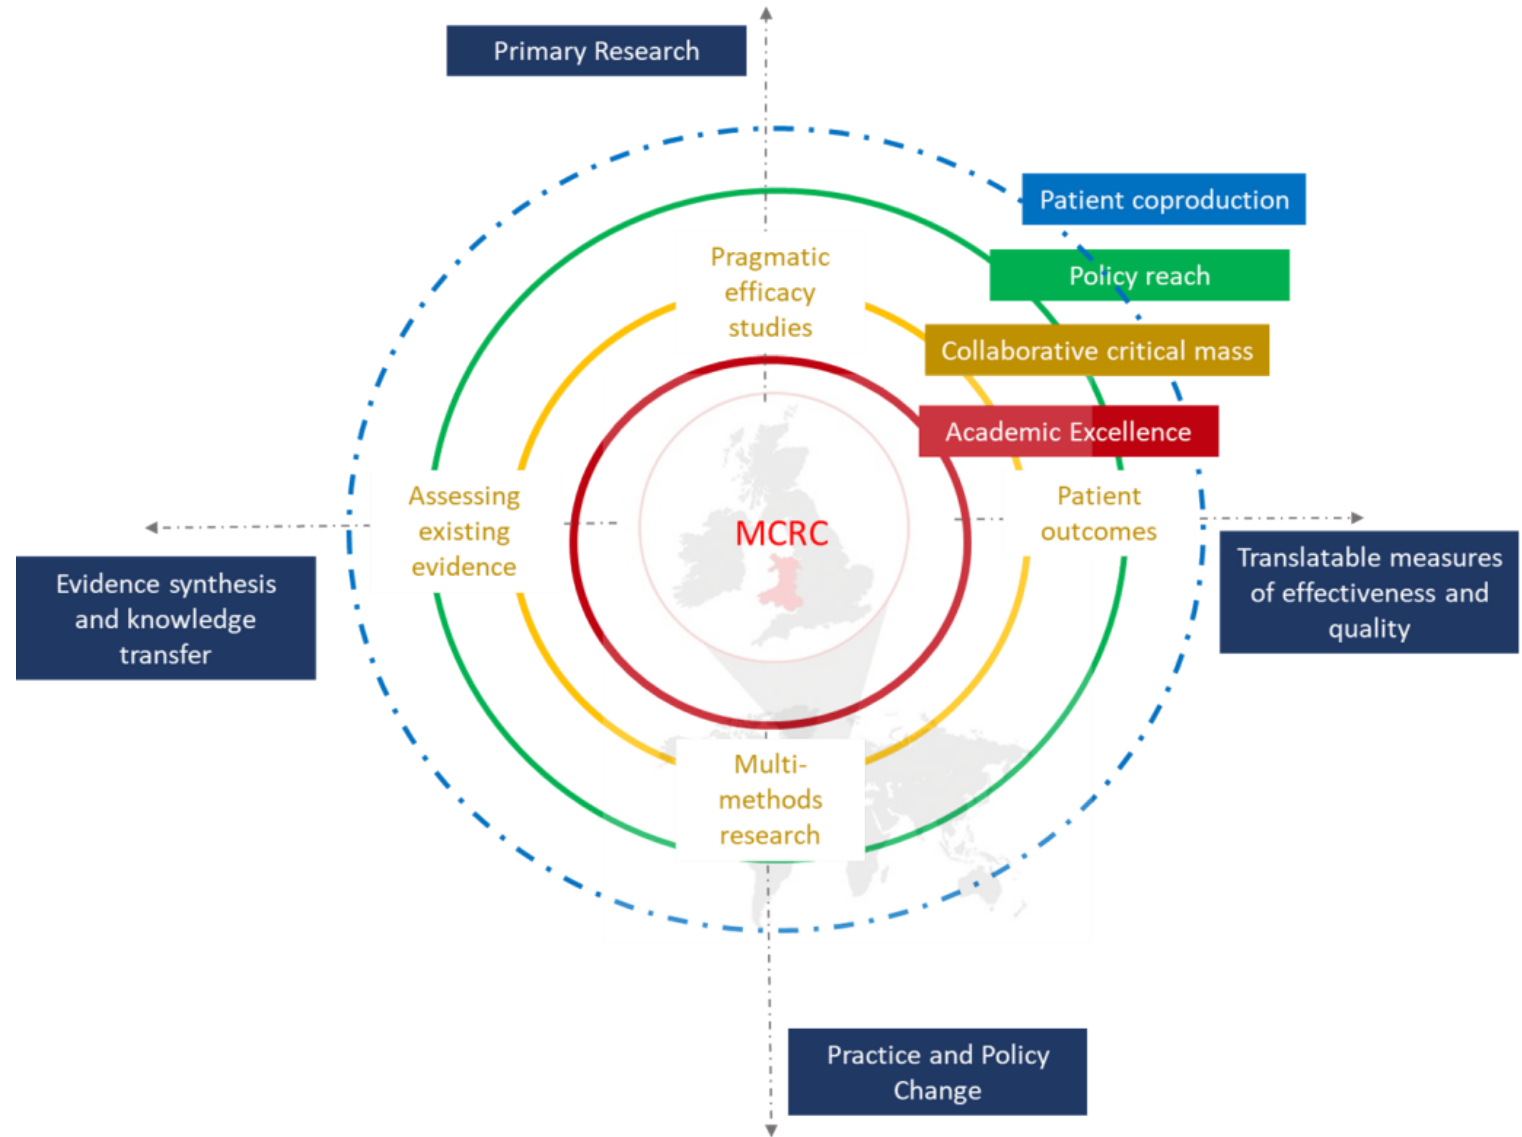 Primary Research
Patient coproduction
Policy reach
Pragmatic
efficacy
studies
Collaborative critical mass
Academic Excellence
Assessing
existing
evidence
MCRC
Patient
outcomes
Evidence synthesis
and knowledge
transfer
Translatable measures
of effectiveness and
quality
Multi-
methods
research
Practice and Policy
Change